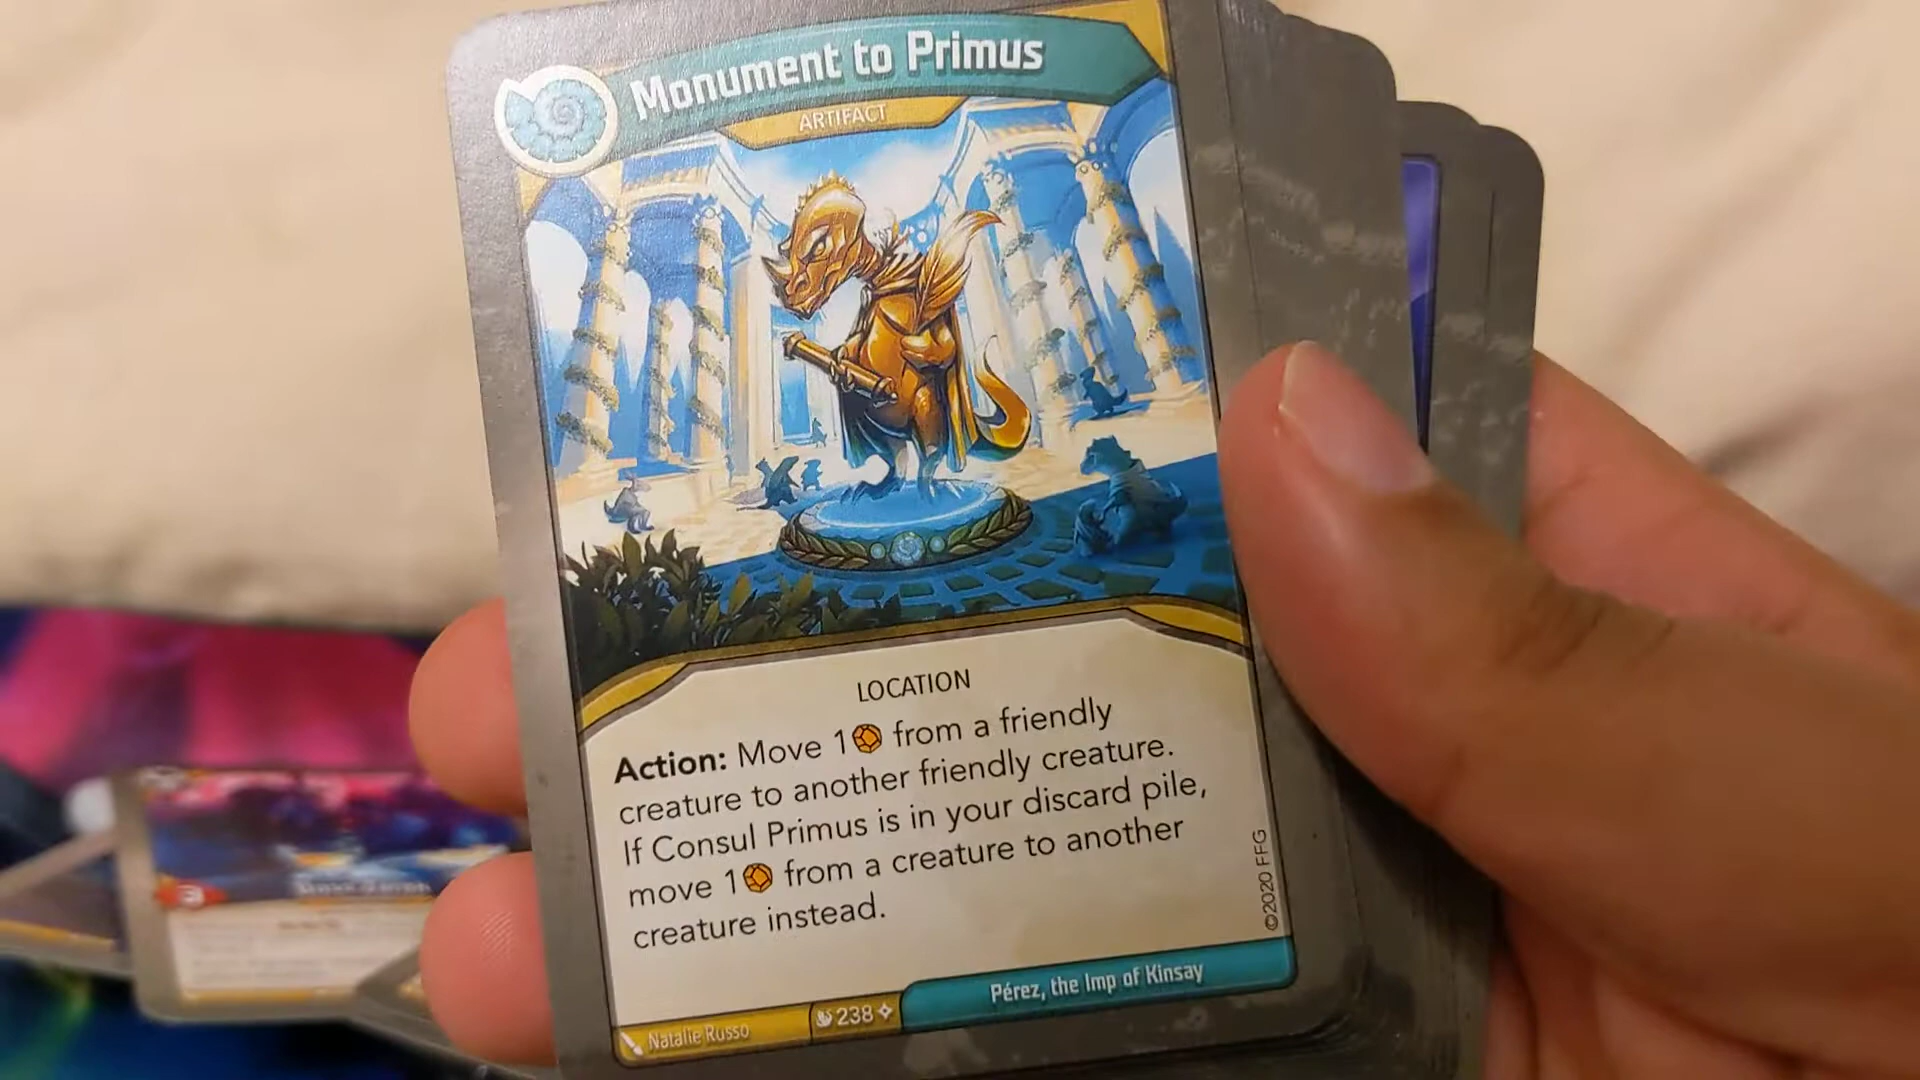 Monument to Primus
ARTIFACT
LOCATION
Action: Move 1 from a friendly
creature to another friendly creature.
If Consul Primus is in your discard pile,
move 1 from a creature to another
creature instead.
©2020 FFG
Pérez, the Imp of Kinsay
Natalie Russo
238
3